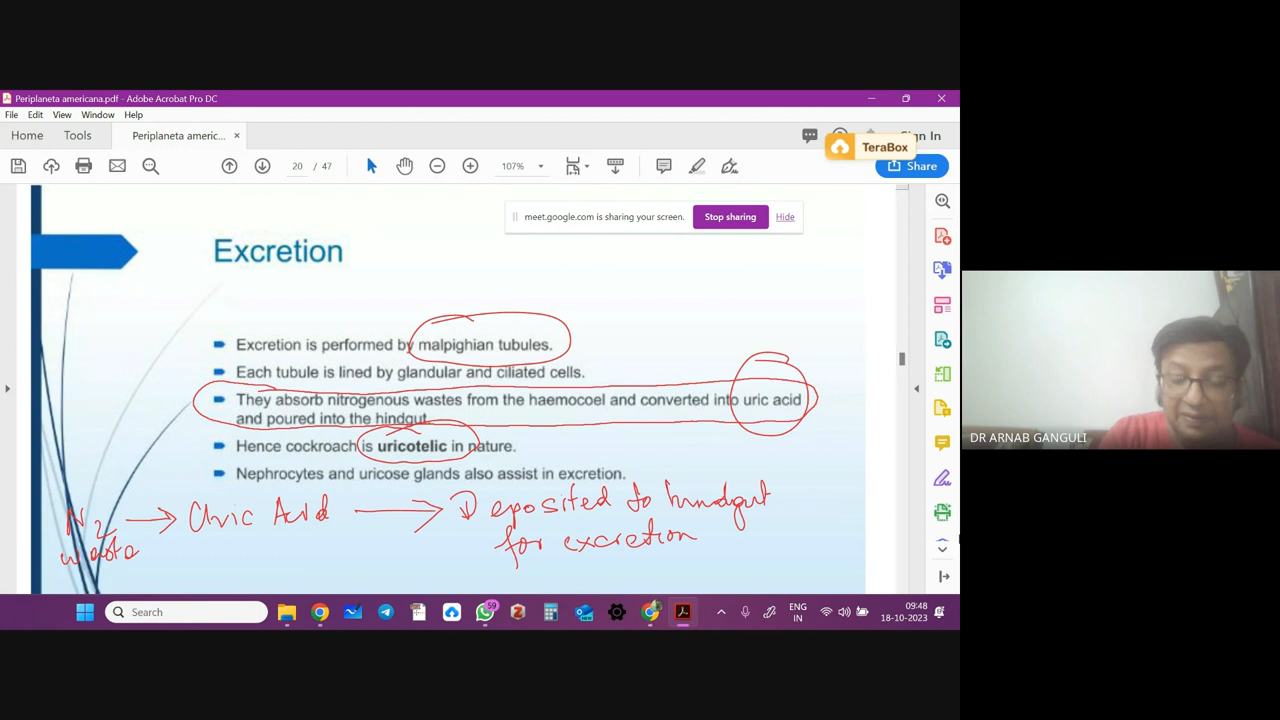 Periplaneta americana.pdf - Adobe Acrobat Pro DC
File Edit View Window Help
Home Tools Periplaneta americ... × Sign In
TeraBox
20 / 47 107% Share
meet.google.com is sharing your screen. Stop sharing Hide
Excretion
Excretion is performed by malpighian tubules.
Each tubule is lined by glandular and ciliated cells.
They absorb nitrogenous wastes from the haemocoel and converted into uric acid
and poured into the hindgut.
Hence cockroach is uricotelic in nature.
Nephrocytes and uricose glands also assist in excretion.
N2 → Uric Acid → Deposited to hindgut
waste for excretion
DR ARNAB GANGULI
Search 59 ENG 09:48
IN 18-10-2023